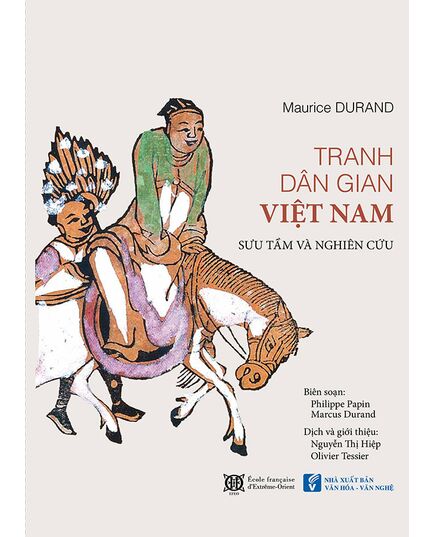 Maurice DURAND
TRANH
DÂN GIAN
VIỆT NAM
SƯU TẦM VÀ NGHIÊN CỨU
Biên soạn:
Philippe Papin
Marcus Durand
Dịch và giới thiệu:
Nguyễn Thị Hiệp
Olivier Tessier
EFEO
École française
d'Extrême-Orient
NHÀ XUẤT BẢN
VĂN HÓA - VĂN NGHỆ